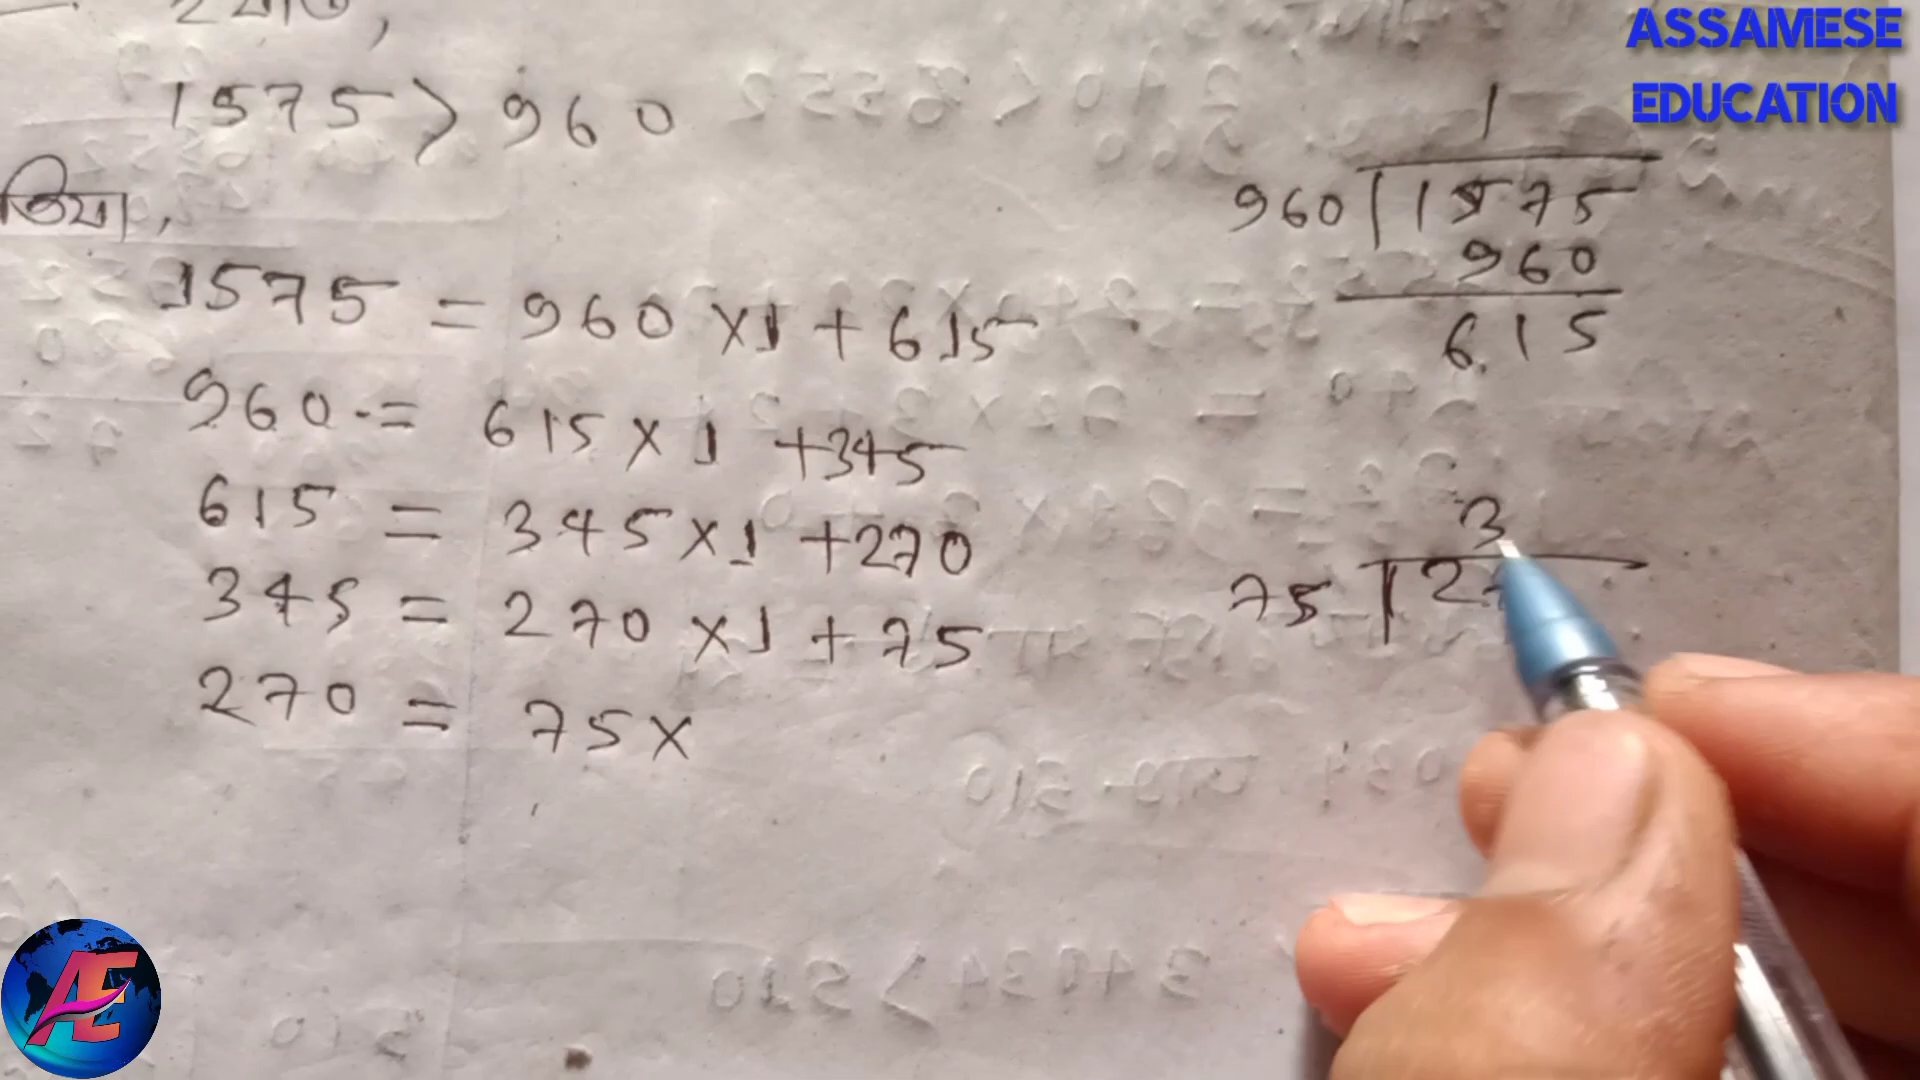 1575 > 960
1575 = 960 x 1 + 615
960 = 615 x 1 + 345
615 = 345 x 1 + 270
345 = 270 x 1 + 75
270 = 75 x
1
960 | 1575
960
615
3
75 | 2
ASSAMESE
EDUCATION
AE